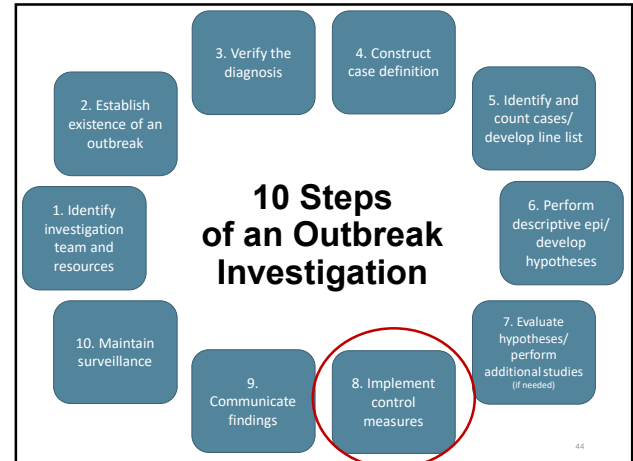 3. Verify the
diagnosis
4. Construct
case definition
2. Establish
existence of an
outbreak
5. Identify and
count cases/
develop line list
10 Steps
of an Outbreak
Investigation
1. Identify
investigation
team and
resources
6. Perform
descriptive epi/
develop
hypotheses
10. Maintain
surveillance
9.
Communicate
findings
8. Implement
control
measures
7. Evaluate
hypotheses/
perform
additional studies
(if needed)
44